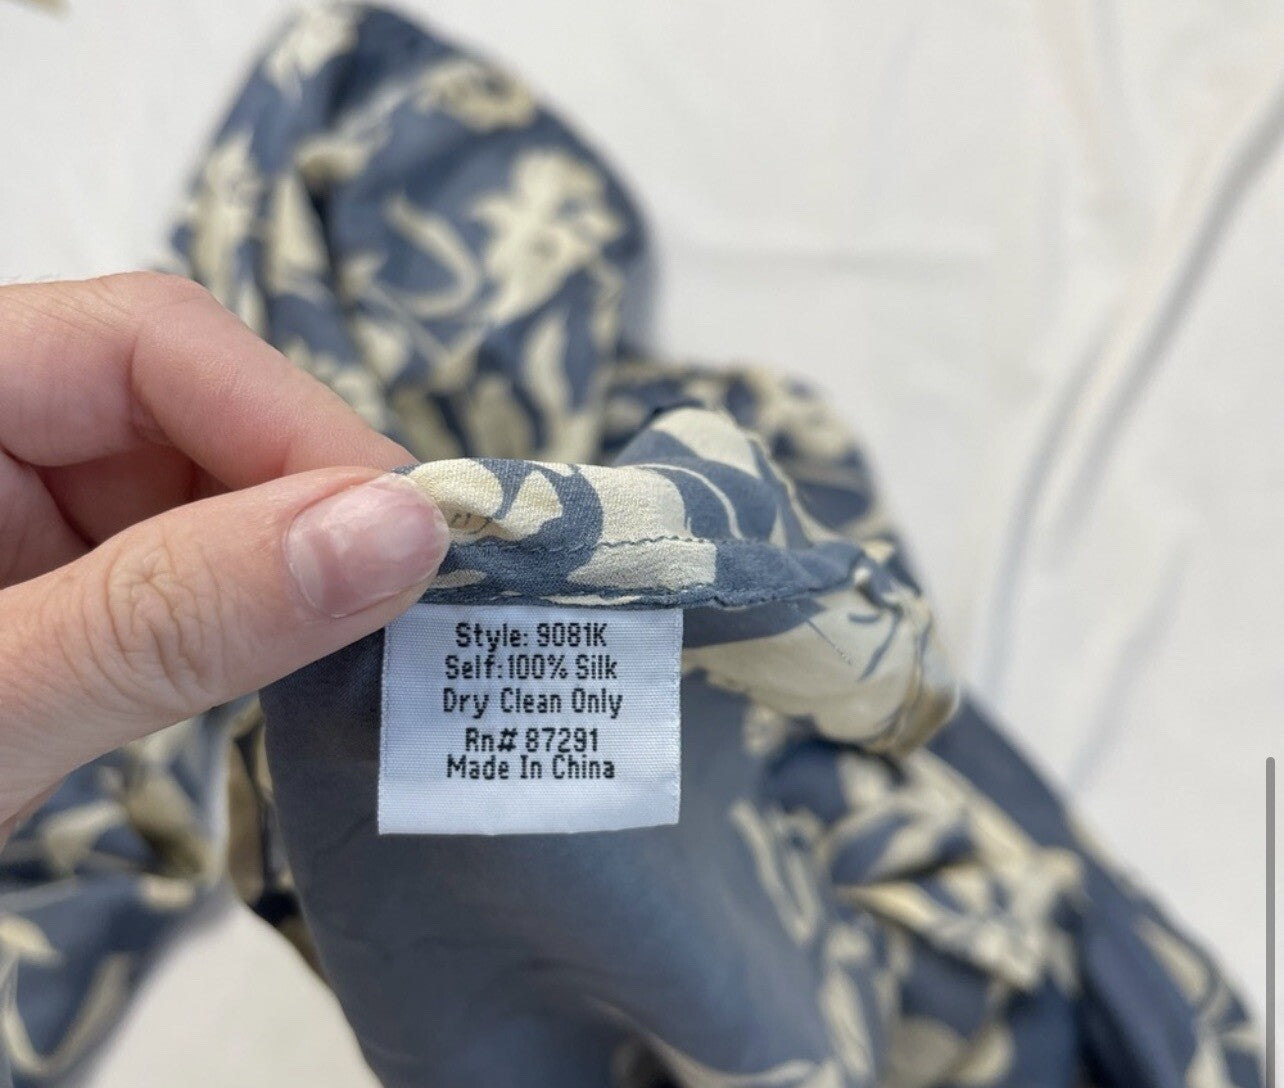 Style: 9081K
Self:100% Silk
Dry Clean Only
Rn# 87291
Made In China